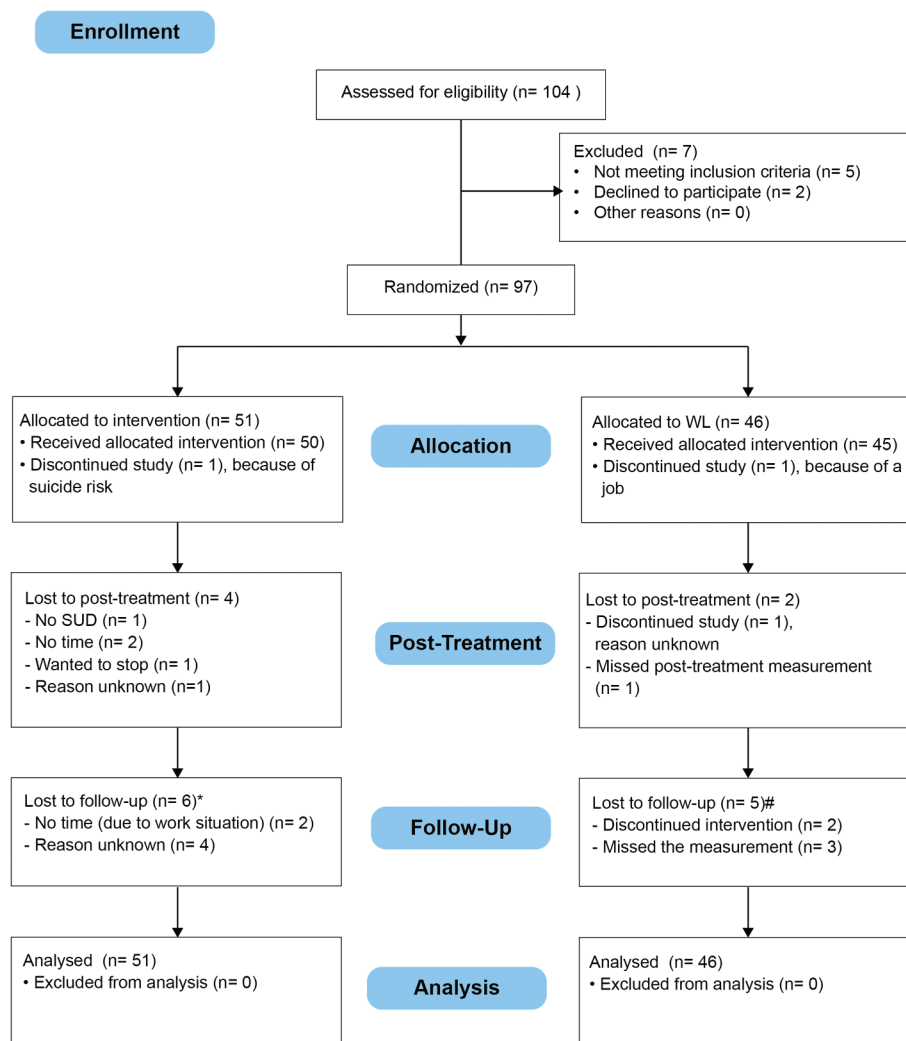 Enrollment
Assessed for eligibility (n= 104 )
Excluded (n= 7)
• Not meeting inclusion criteria (n= 5)
• Declined to participate (n= 2)
• Other reasons (n= 0)
Randomized (n= 97)
Allocated to intervention (n= 51)
• Received allocated intervention (n= 50)
• Discontinued study (n= 1), because of
suicide risk
Allocation
Allocated to WL (n= 46)
• Received allocated intervention (n= 45)
• Discontinued study (n= 1), because of a
job
Lost to post-treatment (n= 4)
- No SUD (n= 1)
- No time (n= 2)
- Wanted to stop (n= 1)
- Reason unknown (n=1)
Post-Treatment
Lost to post-treatment (n= 2)
- Discontinued study (n= 1),
reason unknown
- Missed post-treatment measurement
(n= 1)
Lost to follow-up (n= 6)*
- No time (due to work situation) (n= 2)
- Reason unknown (n= 4)
Follow-Up
Lost to follow-up (n= 5)#
- Discontinued intervention (n= 2)
- Missed the measurement (n= 3)
Analysed (n= 51)
• Excluded from analysis (n= 0)
Analysis
Analysed (n= 46)
• Excluded from analysis (n= 0)